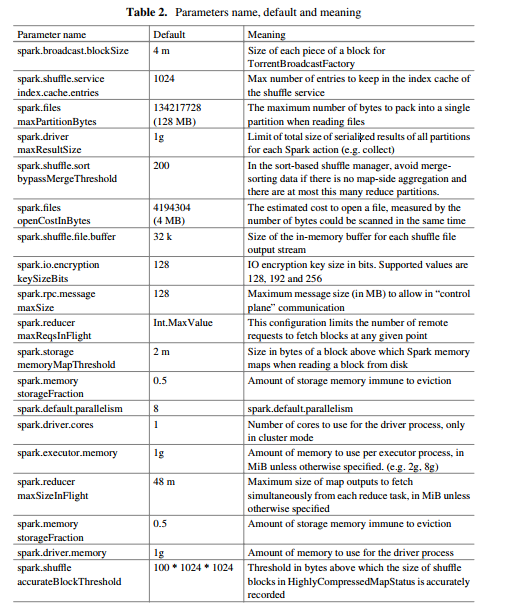 Table 2. Parameters name, default and meaning
Parameter name Default Meaning
spark.broadcast.blockSize 4 m Size of each piece of a block for
TorrentBroadcastFactory
spark.shuffle.service 1024 Max number of entries to keep in the index cache of
index.cache.entries the shuffle service
spark.files 134217728 The maximum number of bytes to pack into a single
maxPartitionBytes (128 MB) partition when reading files
spark.driver 1g Limit of total size of serialized results of all partitions
maxResultSize for each Spark action (e.g. collect)
spark.shuffle.sort 200 In the sort-based shuffle manager, avoid merge-
bypassMergeThreshold sorting data if there is no map-side aggregation and
there are at most this many reduce partitions.
spark.files 4194304 The estimated cost to open a file, measured by the
openCostInBytes (4 MB) number of bytes could be scanned in the same time
spark.shuffle.file.buffer 32 k Size of the in-memory buffer for each shuffle file
output stream
spark.io.encryption 128 IO encryption key size in bits. Supported values are
keySizeBits 128, 192 and 256
spark.rpc.message 128 Maximum message size (in MB) to allow in “control
maxSize plane” communication
spark.reducer Int.MaxValue This configuration limits the number of remote
maxReqsInFlight requests to fetch blocks at any given point
spark.storage 2 m Size in bytes of a block above which Spark memory
memoryMapThreshold maps when reading a block from disk
spark.memory 0.5 Amount of storage memory immune to eviction
storageFraction
spark.default.parallelism 8 spark.default.parallelism
spark.driver.cores 1 Number of cores to use for the driver process, only
in cluster mode
spark.executor.memory 1g Amount of memory to use per executor process, in
MiB unless otherwise specified. (e.g. 2g, 8g)
spark.reducer 48 m Maximum size of map outputs to fetch
maxSizeInFlight simultaneously from each reduce task, in MiB unless
otherwise specified
spark.memory 0.5 Amount of storage memory immune to eviction
storageFraction
spark.driver.memory 1g Amount of memory to use for the driver process
spark.shuffle 100 * 1024 * 1024 Threshold in bytes above which the size of shuffle
accurateBlockThreshold blocks in HighlyCompressedMapStatus is accurately
recorded